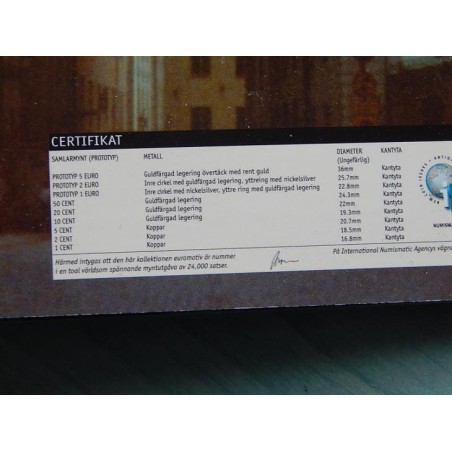 CERTIFIKAT
SAMLARMYNT (PROTOTYP) METALL DIAMETER (Ungefärlig) KANTYTA
PROTOTYP 5 EURO Guldfärgad legering övertäck med rent guld 36mm Kantyta
PROTOTYP 2 EURO Inre cirkel med guldfärgad legering, yttreing med nickelsilver 25.7mm Kantyta
PROTOTYP 1 EURO Inre cirkel med nickelsilver, yttre ring med guldfärgad legering 22.8mm Kantyta
50 CENT Guldfärgad legering 24.3mm Kantyta
20 CENT Guldfärgad legering 22mm Kantyta
10 CENT Guldfärgad legering 19.3mm Kantyta
5 CENT Koppar 20.7mm Kantyta
2 CENT Koppar 18.5mm Kantyta
1 CENT Koppar 16.8mm Kantyta
Härmed intygas att den här kollektionen euromotiv är nummer
i en toal världsom spännande myntutgåva av 24,000 satser.
På International Numismatic Agencys vägna
NUMISM